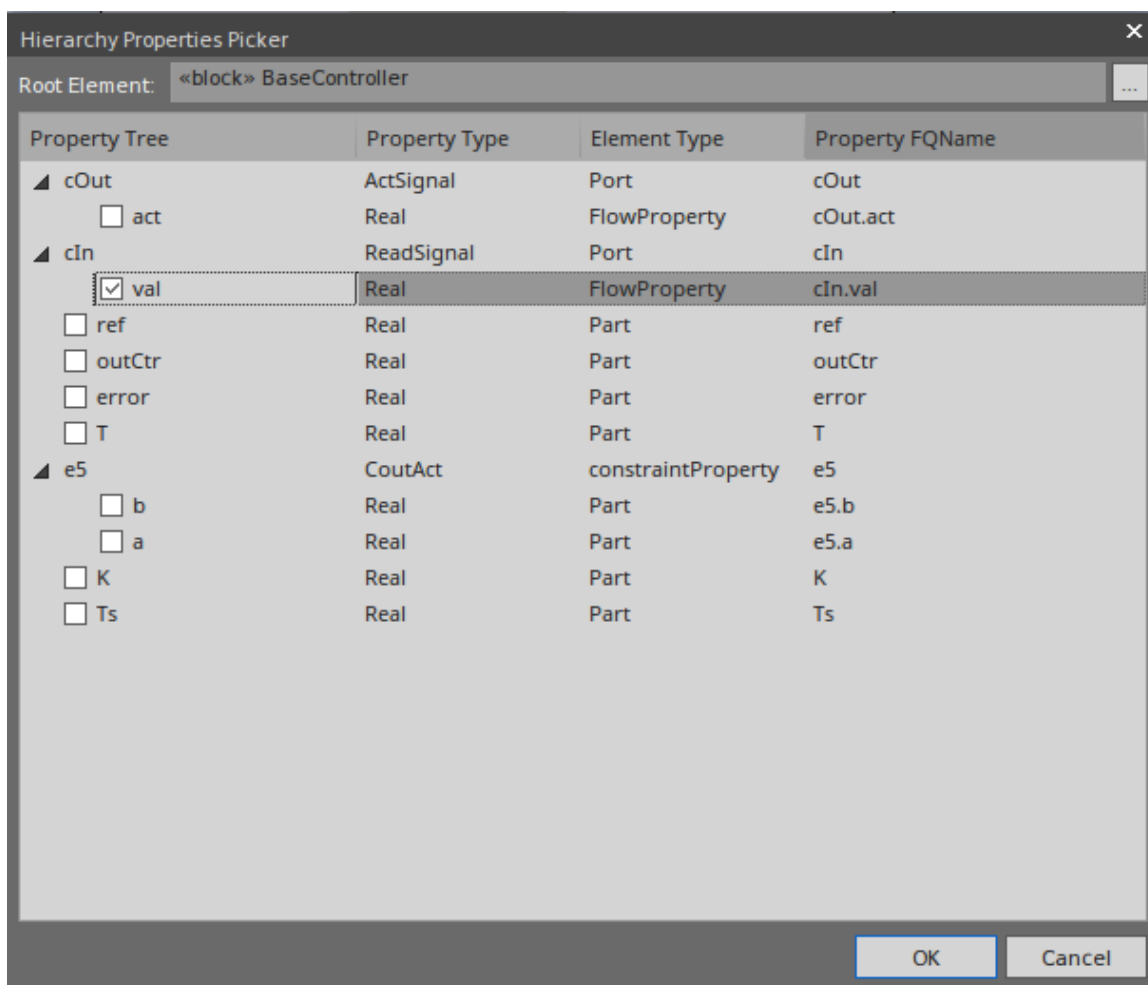 Hierarchy Properties Picker ×
Root Element: «block» BaseController ...
Property Tree Property Type Element Type Property FQName
cOut ActSignal Port cOut
act Real FlowProperty cOut.act
cIn ReadSignal Port cIn
val Real FlowProperty cIn.val
ref Real Part ref
outCtr Real Part outCtr
error Real Part error
T Real Part T
e5 CoutAct constraintProperty e5
b Real Part e5.b
a Real Part e5.a
K Real Part K
Ts Real Part Ts
OK Cancel